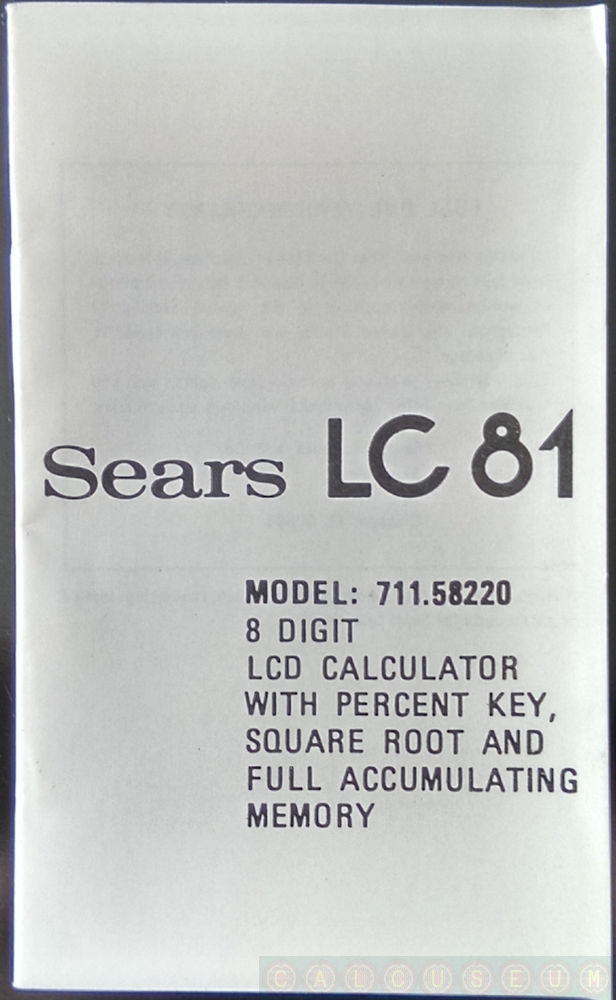 Sears LC 81
MODEL: 711.58220
8 DIGIT
LCD CALCULATOR
WITH PERCENT KEY,
SQUARE ROOT AND
FULL ACCUMULATING
MEMORY
CALCUSEUM